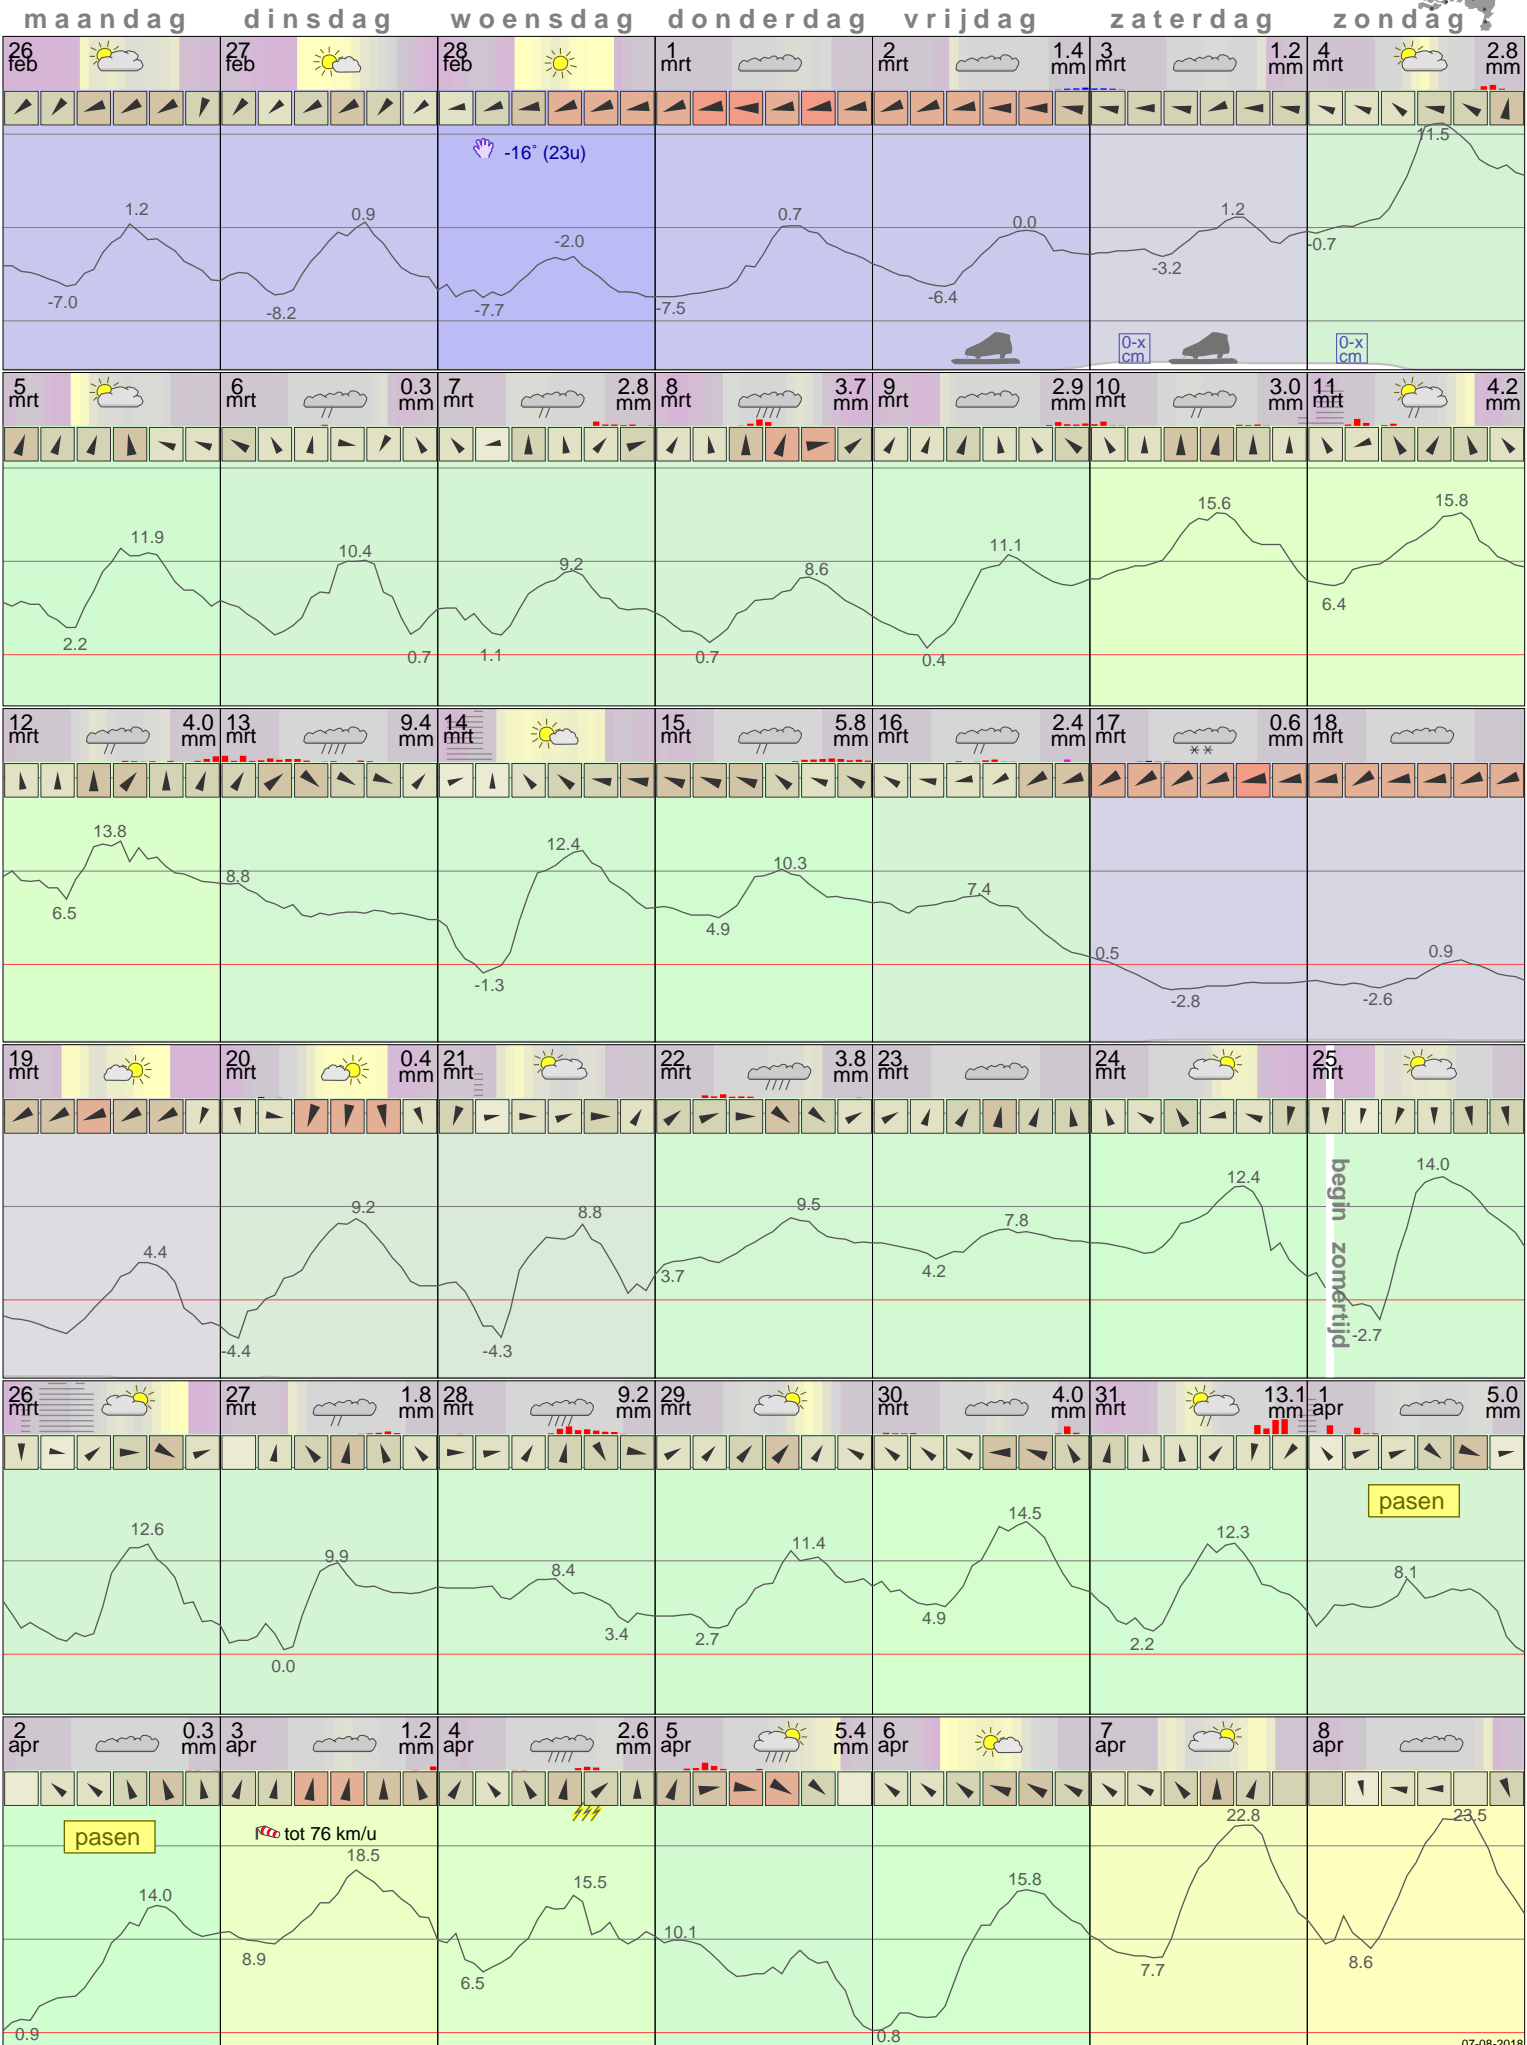 maandag dinsdag woensdag donderdag vrijdag zaterdag zondag
26 27 28 1 2 1.4 3 1.2 4 2.8
feb feb feb mrt mrt mm mrt mm mrt mm
-16° (23u)
11.5
1.2 0.9 -2.0 0.7 0.0 1.2
-7.0 -8.2 -7.7 -7.5 -6.4 -3.2 -0.7
0-x 0-x
cm cm
5 6 0.3 7 2.8 8 3.7 9 2.9 10 3.0 11 4.2
mrt mrt mm mrt mm mrt mm mrt mm mrt mm mrt mm
11.9 10.4 9.2 8.6 11.1 15.6 15.8
2.2 0.7 1.1 0.7 0.4 6.4
12 4.0 13 9.4 14 15 5.8 16 2.4 17 0.6 18
mrt mm mrt mm mrt mrt mm mrt mm mrt mm mrt
13.8 8.8 12.4 10.3 7.4 0.5 0.9
6.5 -1.3 4.9 -2.8 -2.6
19 20 0.4 21 22 3.8 23 24 25
mrt mrt mm mrt mrt mm mrt mrt mrt
begin zomertijd
4.4 9.2 8.8 9.5 7.8 12.4 14.0
-4.4 -4.3 3.7 4.2 -2.7
26 27 1.8 28 9.2 29 30 4.0 31 13.1 1 5.0
mrt mrt mm mrt mm mrt mrt mm mrt mm apr mm
pasen
12.6 9.9 8.4 11.4 14.5 12.3 8.1
0.0 3.4 2.7 4.9 2.2
2 0.3 3 1.2 4 2.6 5 5.4 6 7 8
apr mm apr mm apr mm apr mm apr apr apr
pasen tot 76 km/u
14.0 18.5 15.5 10.1 15.8 22.8 23.5
0.9 8.9 6.5 0.8 7.7 8.6
07-08-2018